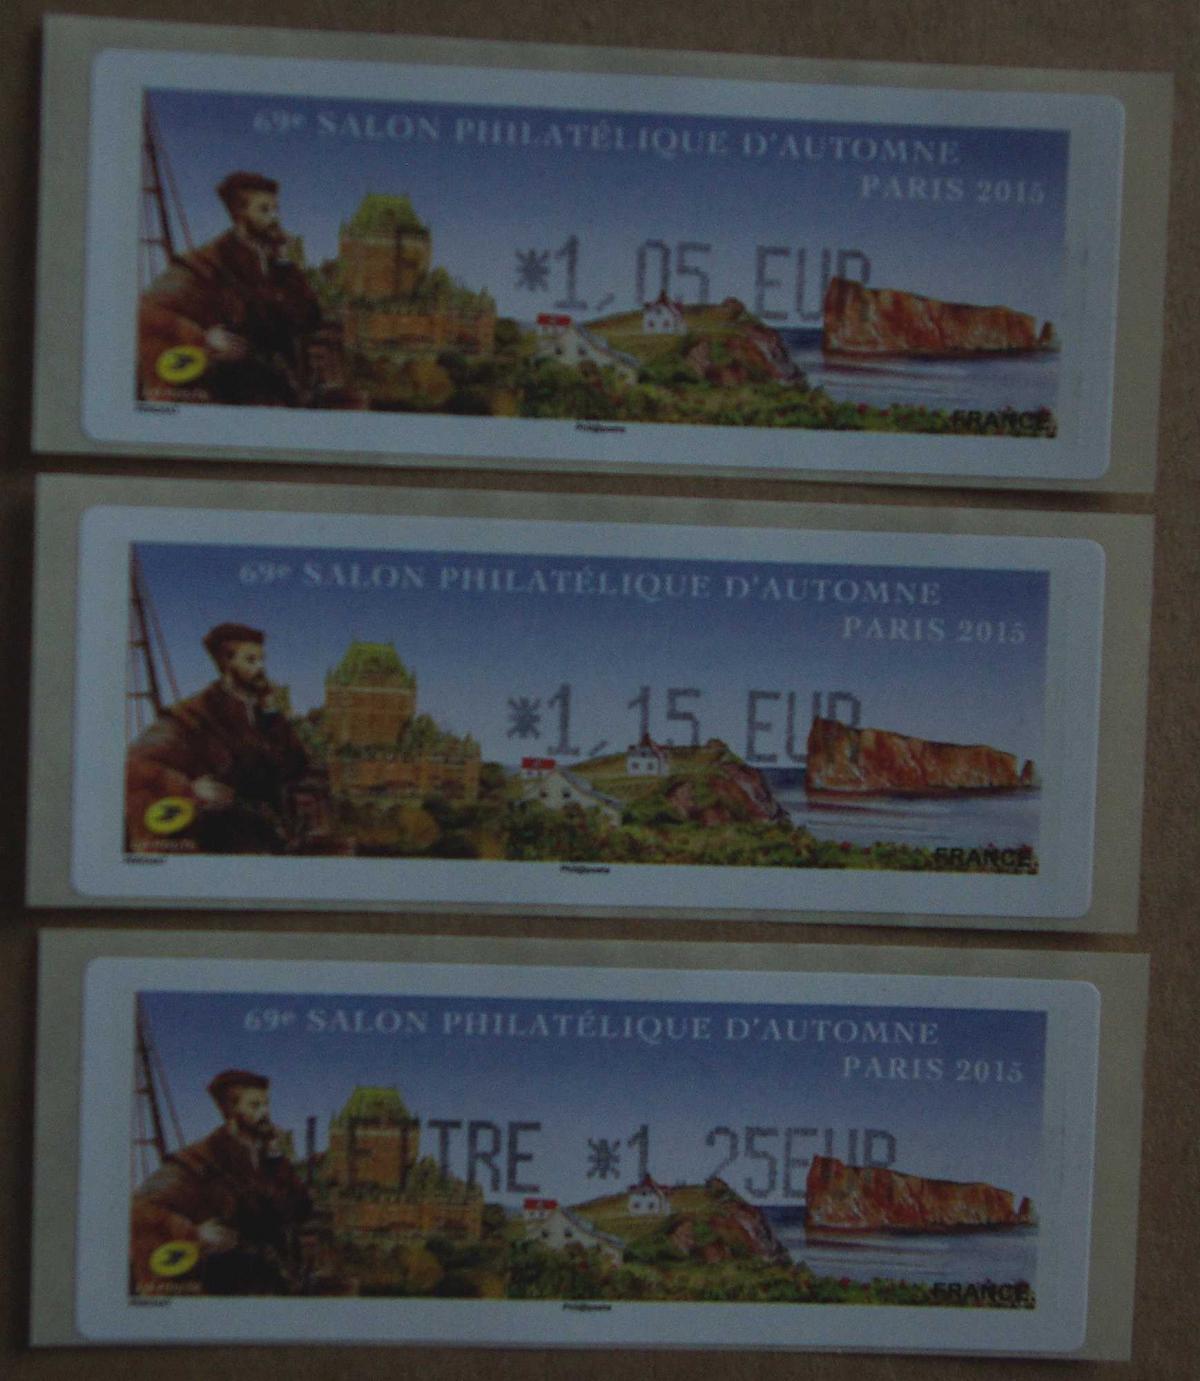 69e SALON PHILATÉLIQUE D'AUTOMNE
PARIS 2015
*1,05 EUR
FRANCE
69e SALON PHILATÉLIQUE D'AUTOMNE
PARIS 2015
*1,15 EUR
FRANCE
69e SALON PHILATÉLIQUE D'AUTOMNE
PARIS 2015
LETTRE *1,25EUR
FRANCE